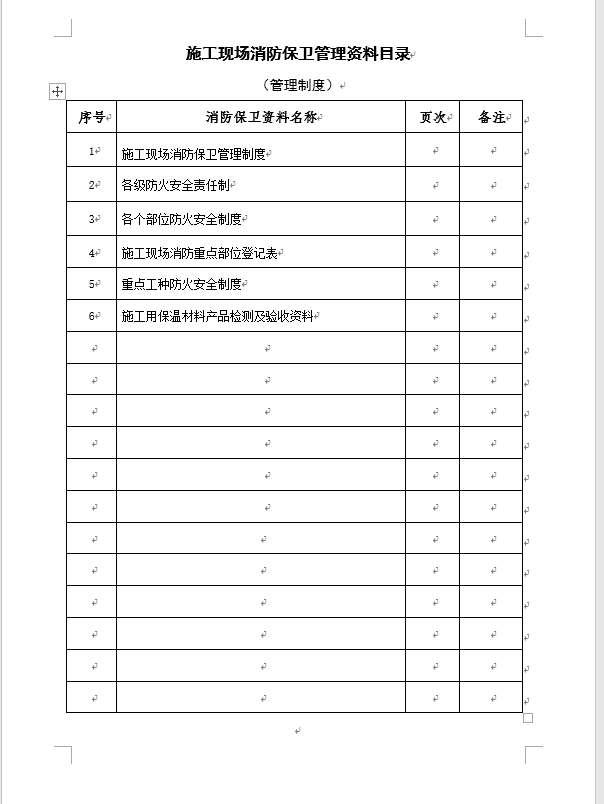 施工现场消防保卫管理资料目录
（管理制度）
序号 消防保卫资料名称 页次 备注
1 施工现场消防保卫管理制度
2 各级防火安全责任制
3 各个部位防火安全制度
4 施工现场消防重点部位登记表
5 重点工种防火安全制度
6 施工用保温材料产品检测及验收资料